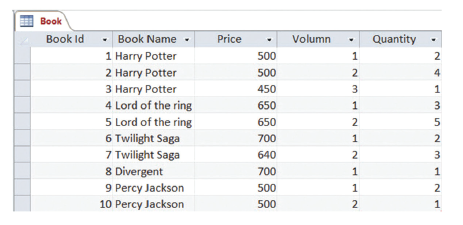 Book
Book Id Book Name Price Volumn Quantity
1 Harry Potter 500 1 2
2 Harry Potter 500 2 4
3 Harry Potter 450 3 1
4 Lord of the ring 650 1 3
5 Lord of the ring 650 2 5
6 Twilight Saga 700 1 2
7 Twilight Saga 640 2 3
8 Divergent 700 1 1
9 Percy Jackson 500 1 2
10 Percy Jackson 500 2 1